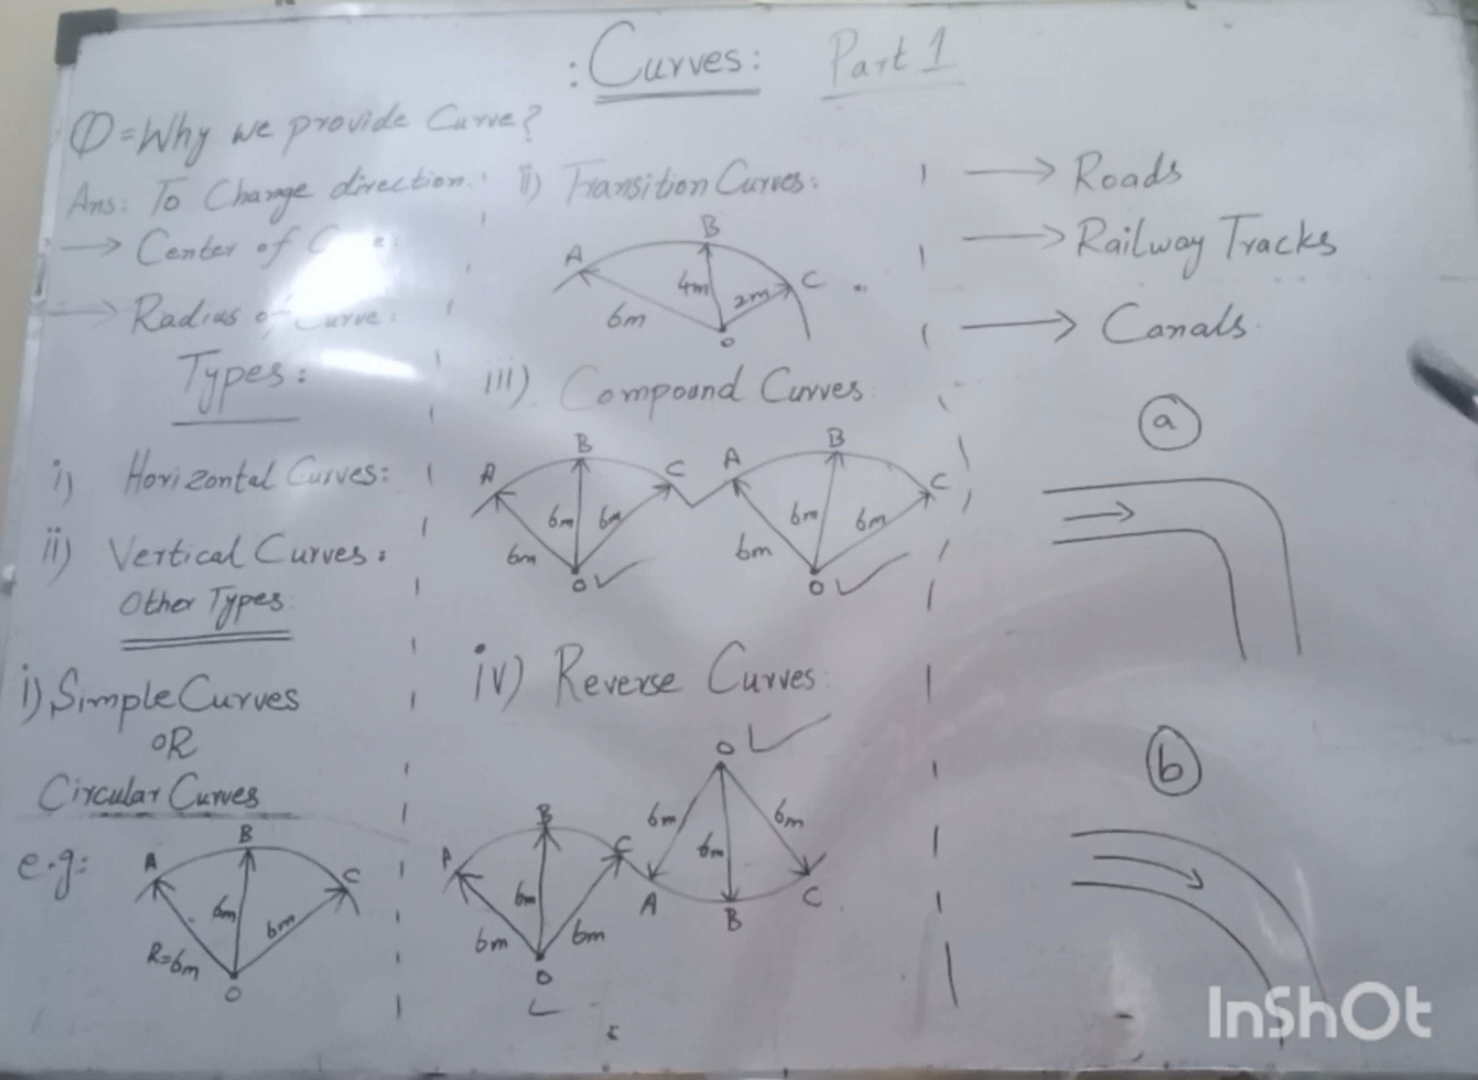 :Curves: Part 1
Q=Why we provide Curve?
Ans: To Change direction.
→ Center of
→ Radius of Curve:
Types:
i) Horizontal Curves:
ii) Vertical Curves:
Other Types
i) Simple Curves
OR
Circular Curves
e.g:
A B C
R=6m 6m 6m
O
ii) Transition Curves:
A B C
6m 4m 2m
O
iii) Compound Curves
A B C A B C
6m 6m 6m 6m 6m 6m
O O
iv) Reverse Curves:
O
6m 6m 6m
A B C
A B C
6m 6m 6m
O
→ Roads
→ Railway Tracks
→ Canals
a
b
InShOt